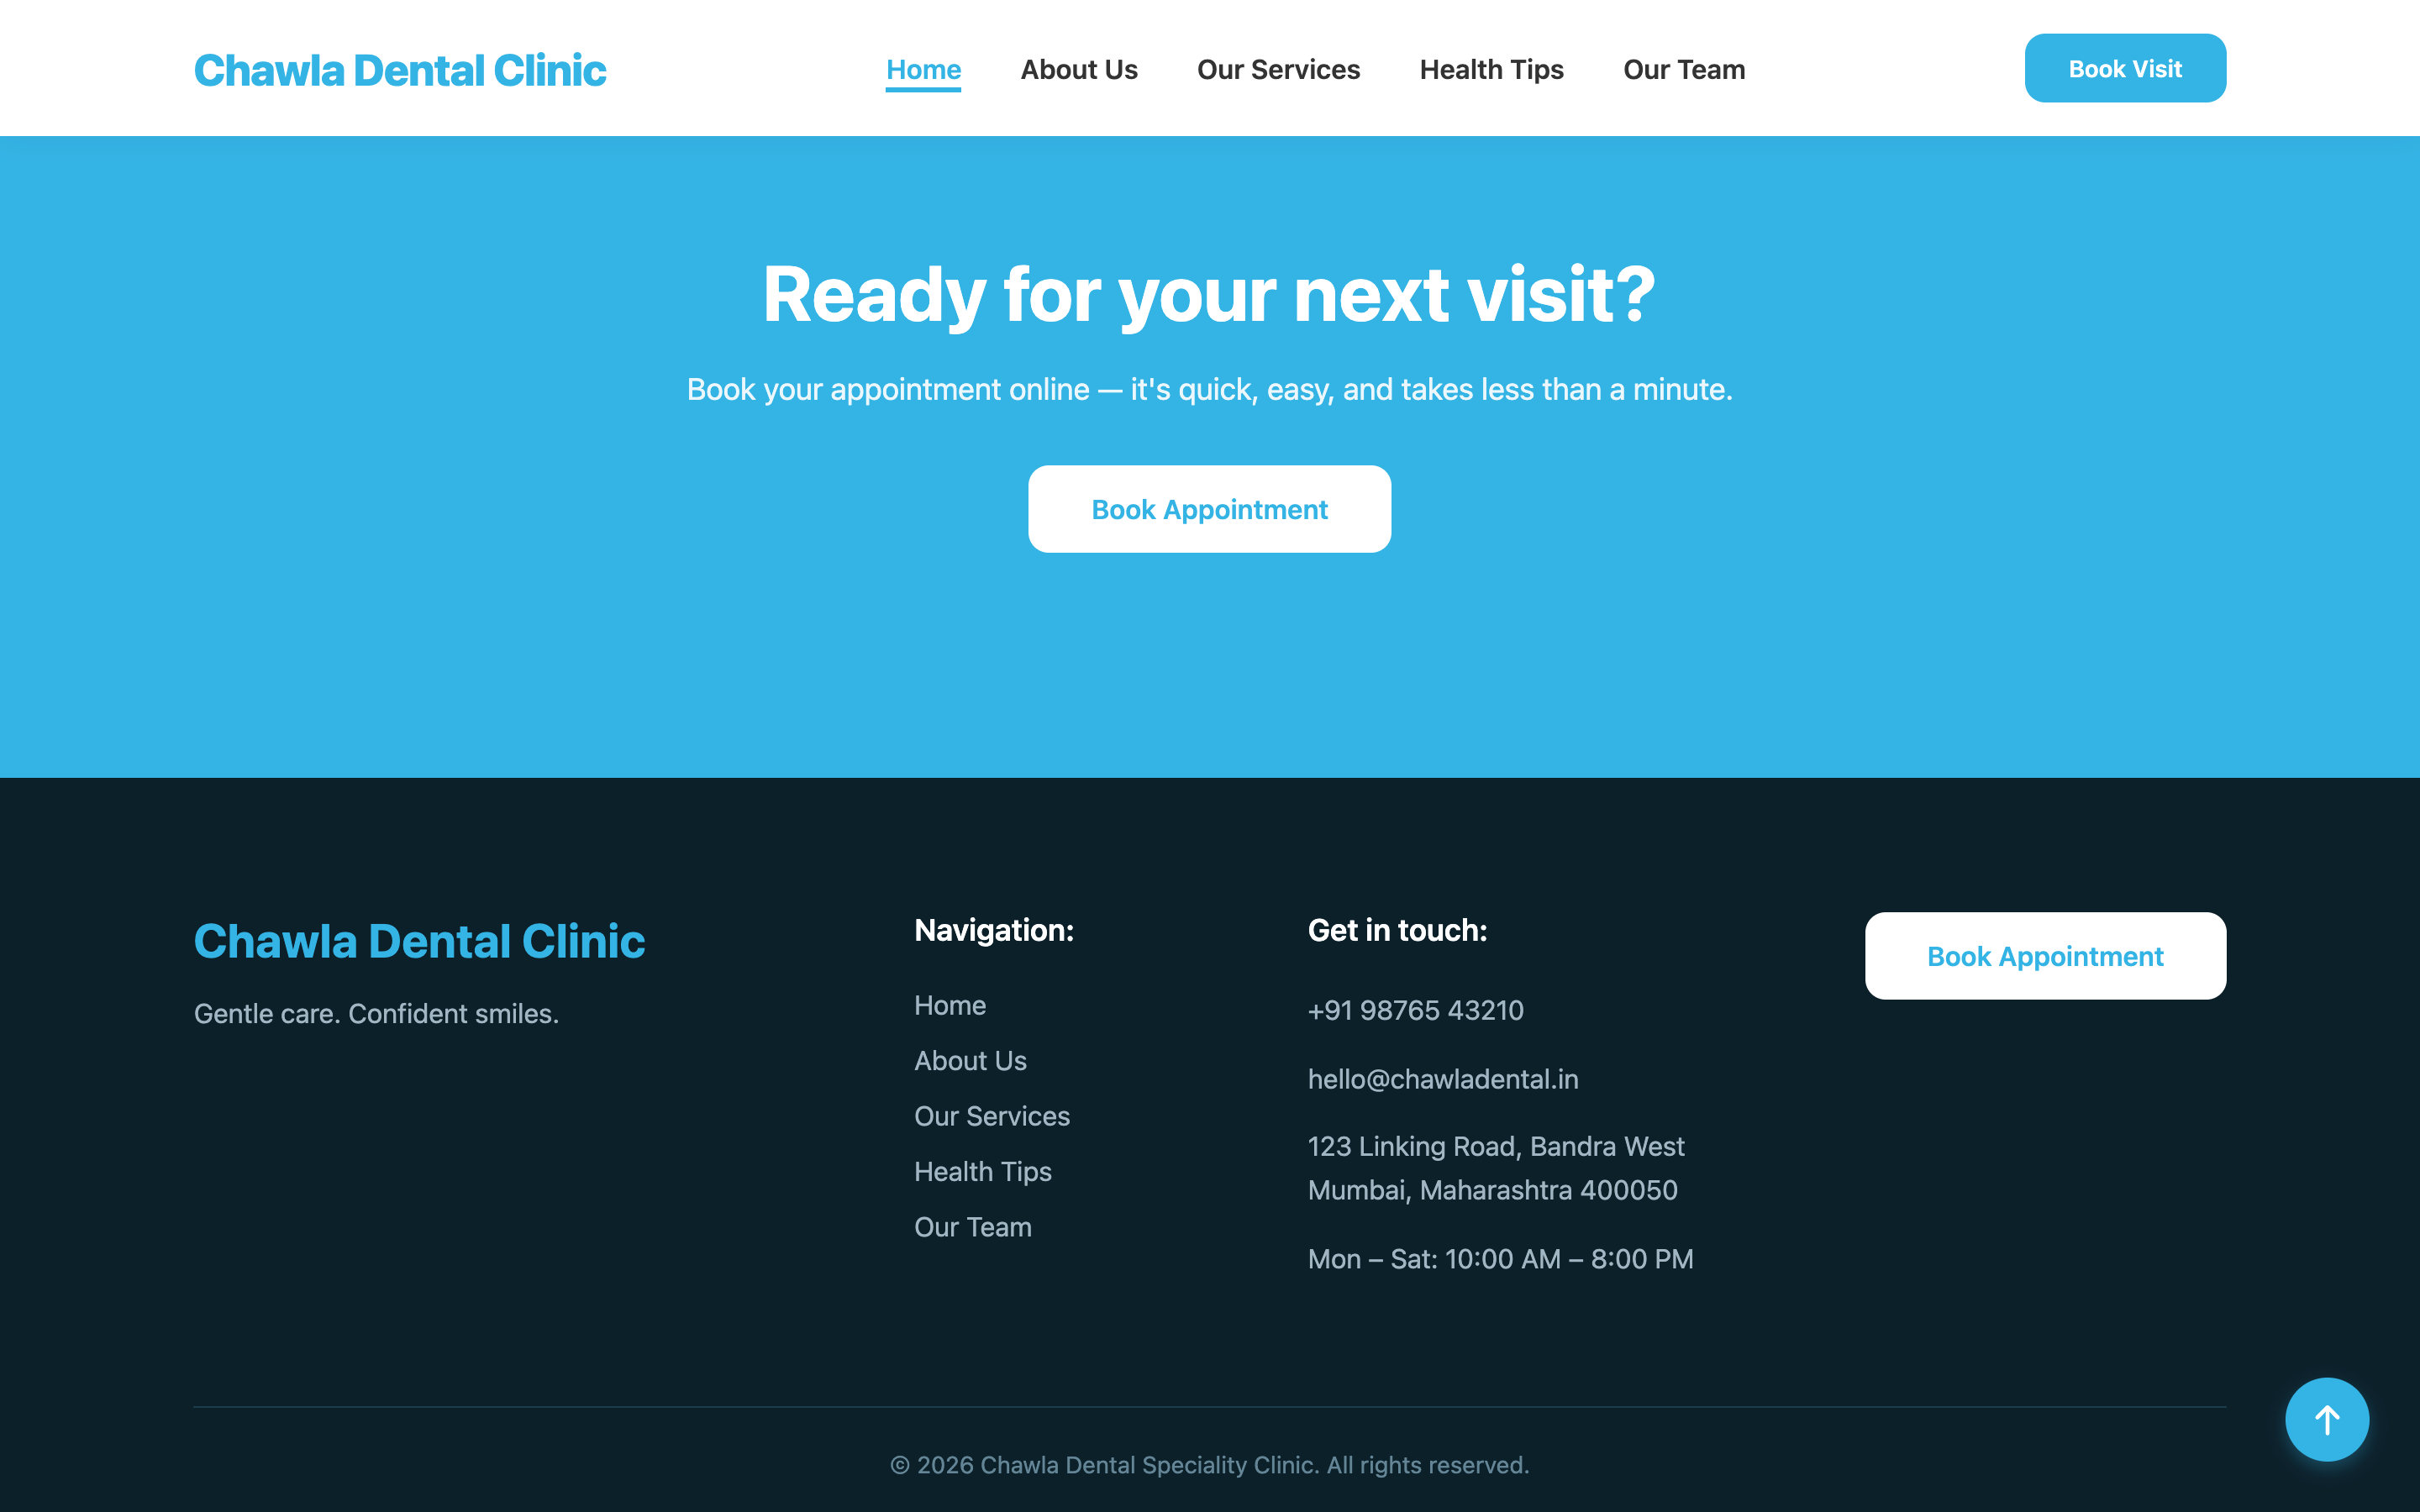 Chawla Dental Clinic
Home
About Us
Our Services
Health Tips
Our Team
Book Visit
Ready for your next visit?
Book your appointment online — it's quick, easy, and takes less than a minute.
Book Appointment
Chawla Dental Clinic
Gentle care. Confident smiles.
Navigation:
Home
About Us
Our Services
Health Tips
Our Team
Get in touch:
+91 98765 43210
hello@chawladental.in
123 Linking Road, Bandra West
Mumbai, Maharashtra 400050
Mon – Sat: 10:00 AM – 8:00 PM
Book Appointment
© 2026 Chawla Dental Speciality Clinic. All rights reserved.